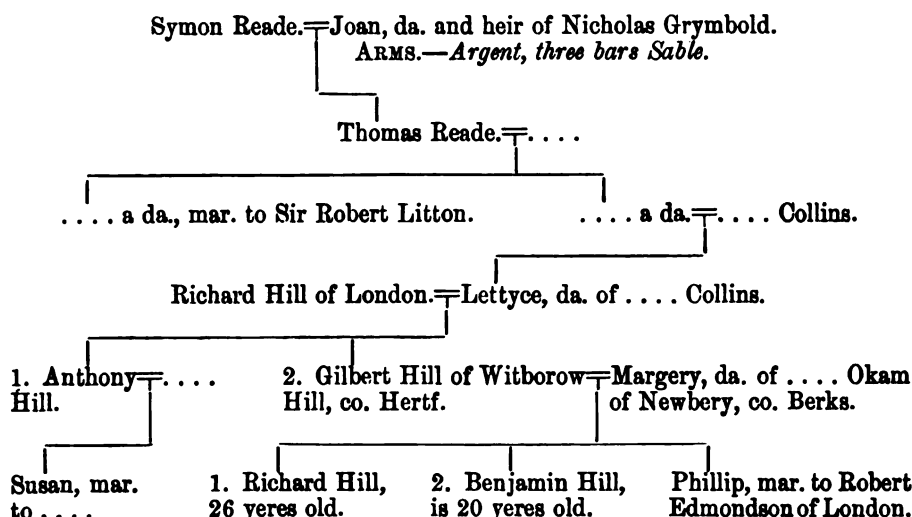 Symon Reade.=Joan, da. and heir of Nicholas Grymbold.
ARMS.—Argent, three bars Sable.
Thomas Reade.=. . . .
. . . . a da., mar. to Sir Robert Litton.
. . . . a da.=. . . . Collins.
Richard Hill of London.=Lettyce, da. of . . . . Collins.
1. Anthony=. . . .
Hill.
2. Gilbert Hill of Witborow=Margery, da. of . . . . Okam
Hill, co. Hertf.
of Newbery, co. Berks.
Susan, mar.
to . . . .
1. Richard Hill,
26 yeres old.
2. Benjamin Hill,
is 20 yeres old.
Phillip, mar. to Robert
Edmondson of London.